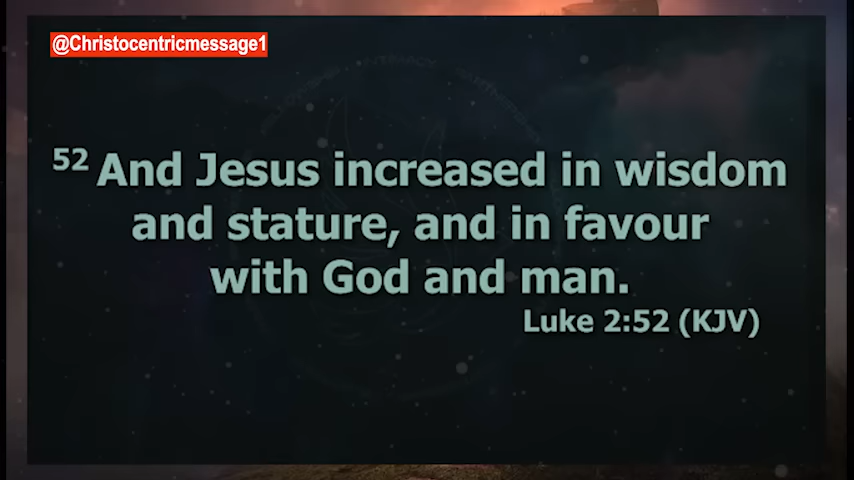 @Christocentricmessage1
52 And Jesus increased in wisdom
and stature, and in favour
with God and man.
Luke 2:52 (KJV)